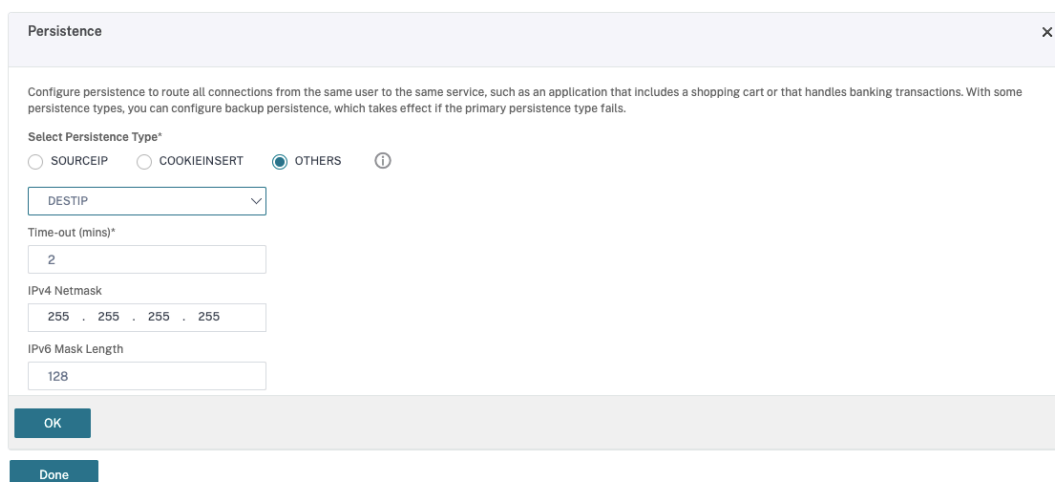 Persistence
Configure persistence to route all connections from the same user to the same service, such as an application that includes a shopping cart or that handles banking transactions. With some
persistence types, you can configure backup persistence, which takes effect if the primary persistence type fails.
Select Persistence Type*
SOURCEIP COOKIEINSERT OTHERS
DESTIP
Time-out (mins)*
2
IPv4 Netmask
255 . 255 . 255 . 255
IPv6 Mask Length
128
OK
Done